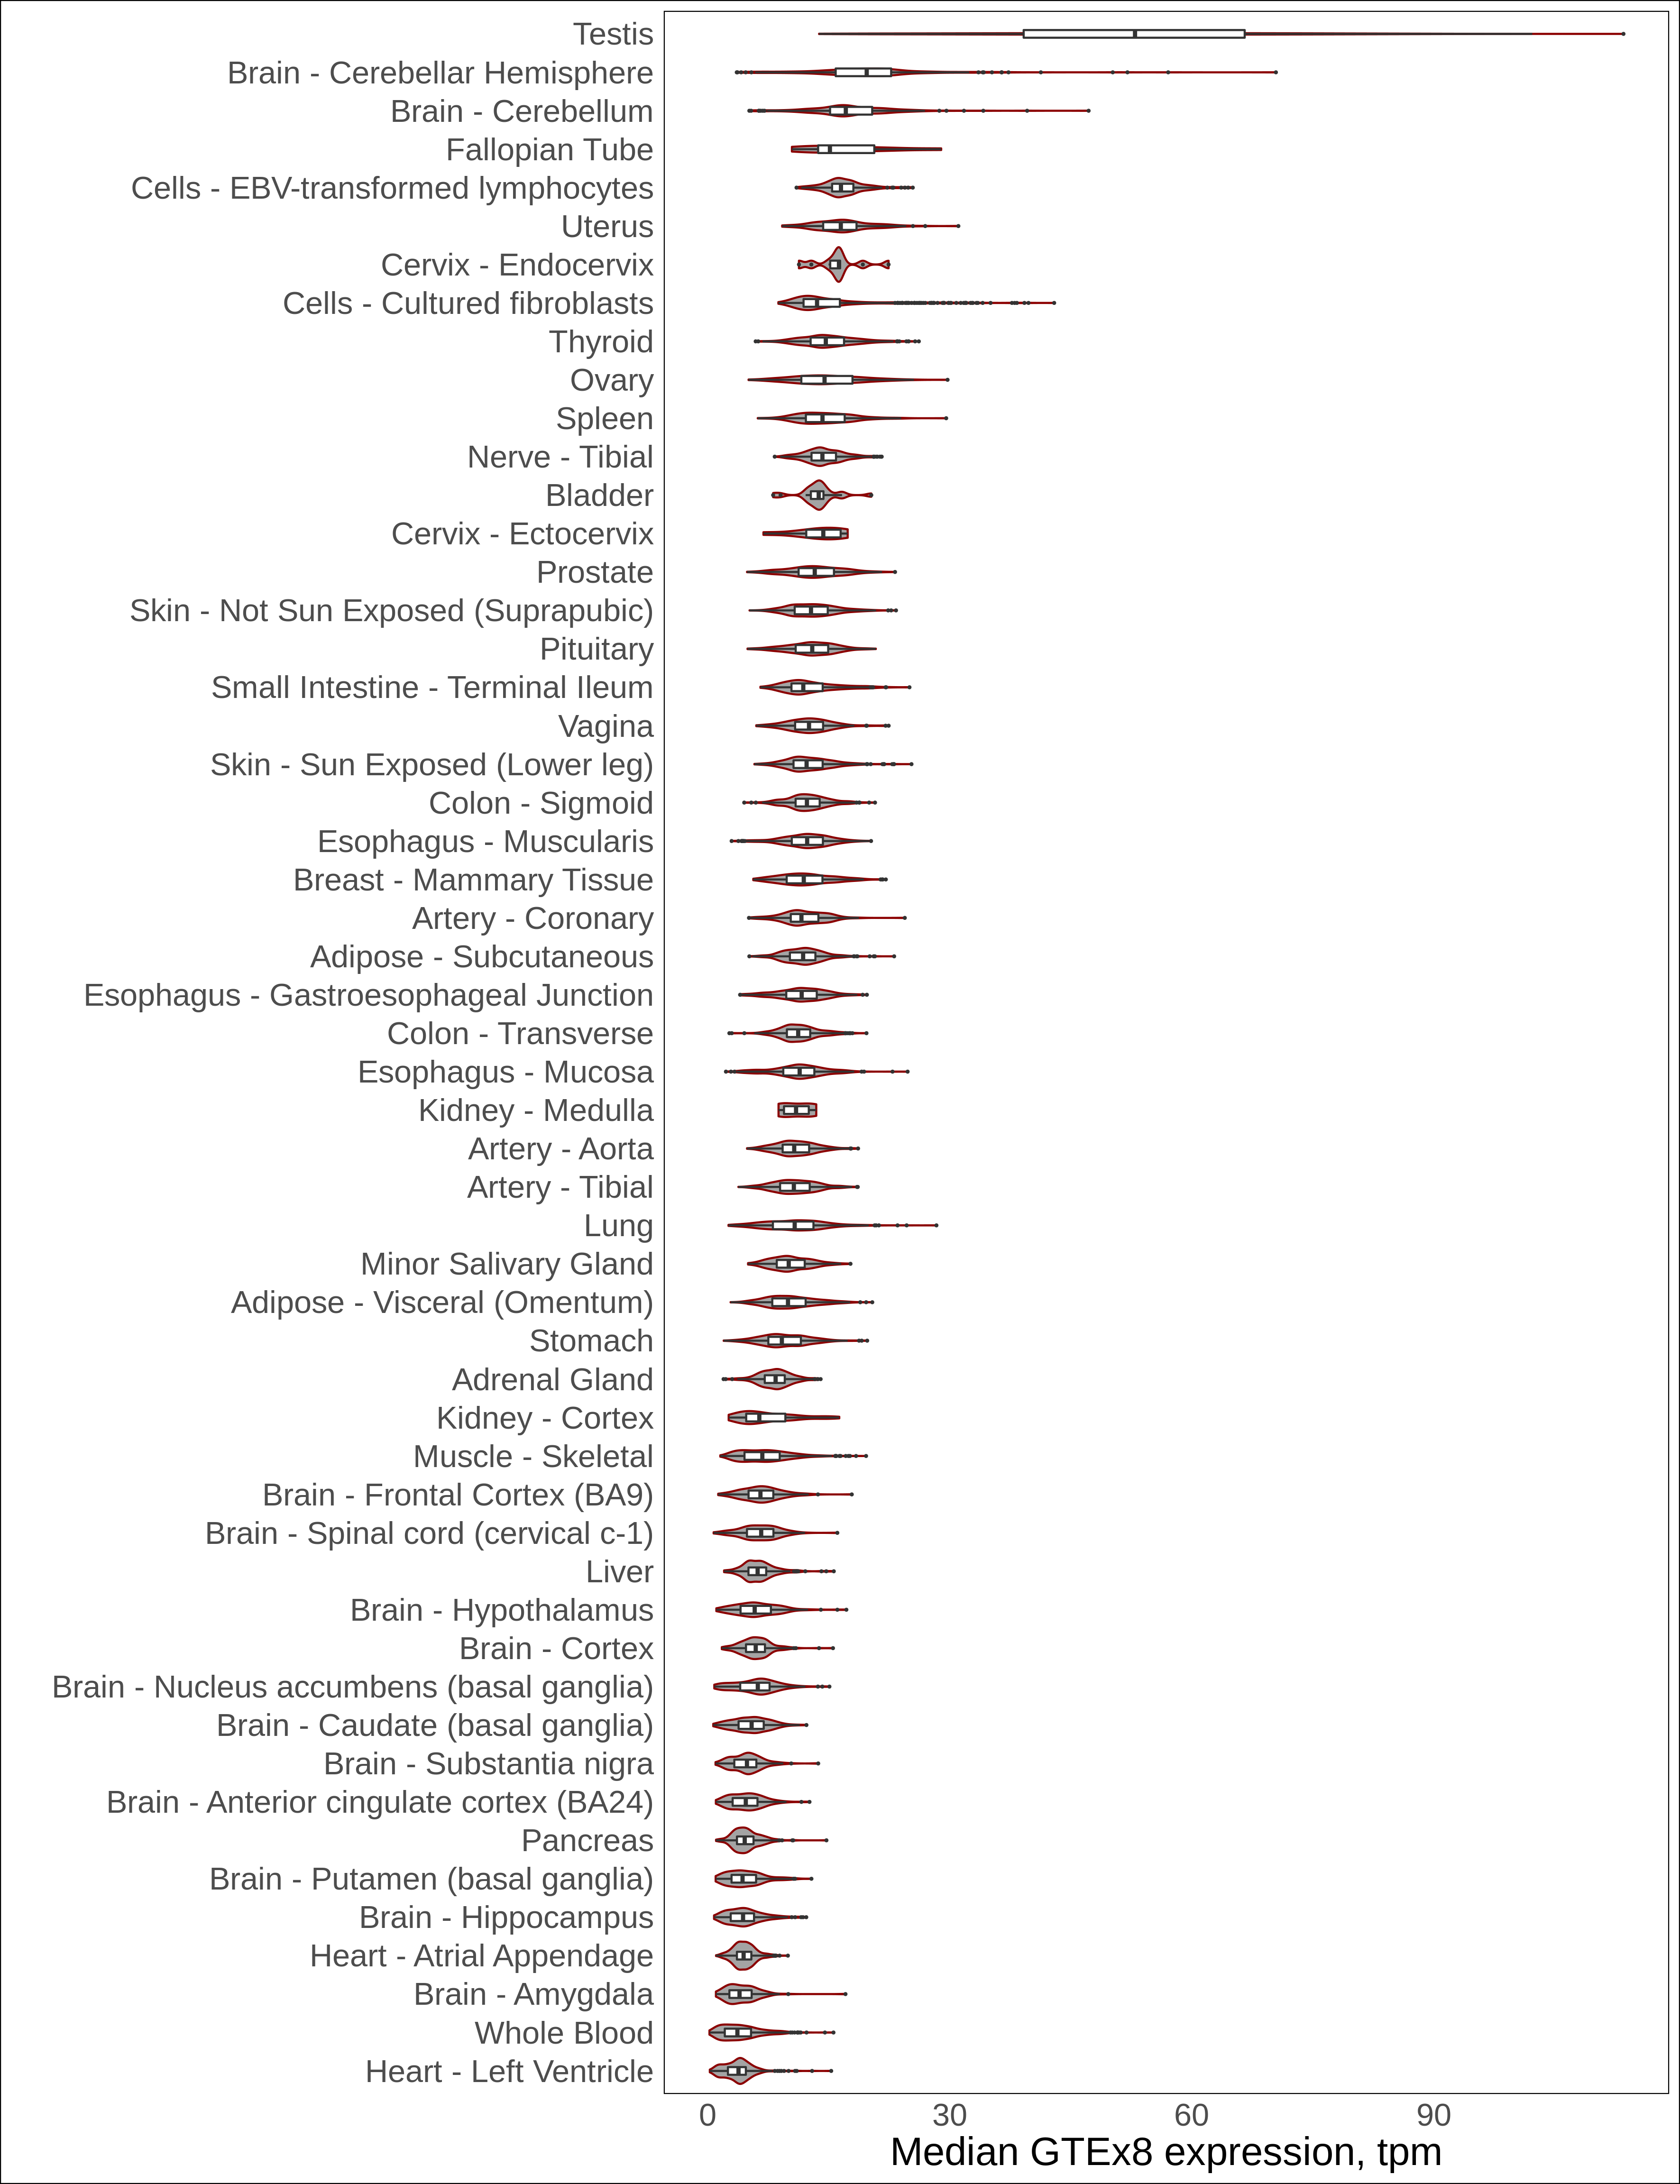 Testis
Brain - Cerebellar Hemisphere
Brain - Cerebellum
Fallopian Tube
Cells - EBV-transformed lymphocytes
Uterus
Cervix - Endocervix
Cells - Cultured fibroblasts
Thyroid
Ovary
Spleen
Nerve - Tibial
Bladder
Cervix - Ectocervix
Prostate
Skin - Not Sun Exposed (Suprapubic)
Pituitary
Small Intestine - Terminal Ileum
Vagina
Skin - Sun Exposed (Lower leg)
Colon - Sigmoid
Esophagus - Muscularis
Breast - Mammary Tissue
Artery - Coronary
Adipose - Subcutaneous
Esophagus - Gastroesophageal Junction
Colon - Transverse
Esophagus - Mucosa
Kidney - Medulla
Artery - Aorta
Artery - Tibial
Lung
Minor Salivary Gland
Adipose - Visceral (Omentum)
Stomach
Adrenal Gland
Kidney - Cortex
Muscle - Skeletal
Brain - Frontal Cortex (BA9)
Brain - Spinal cord (cervical c-1)
Liver
Brain - Hypothalamus
Brain - Cortex
Brain - Nucleus accumbens (basal ganglia)
Brain - Caudate (basal ganglia)
Brain - Substantia nigra
Brain - Anterior cingulate cortex (BA24)
Pancreas
Brain - Putamen (basal ganglia)
Brain - Hippocampus
Heart - Atrial Appendage
Brain - Amygdala
Whole Blood
Heart - Left Ventricle
0 30 60 90
Median GTEx8 expression, tpm